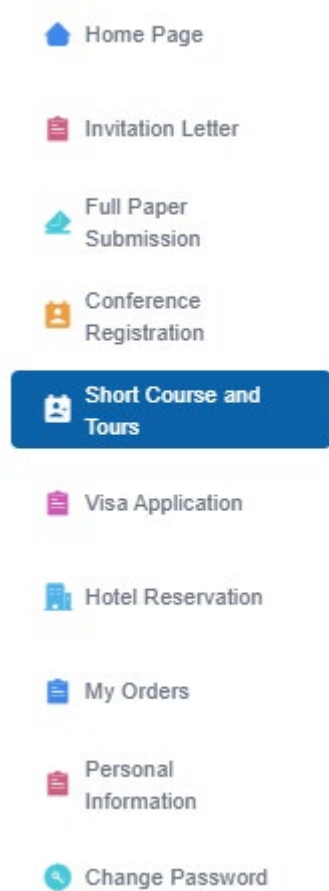 Home Page
Invitation Letter
Full Paper
Submission
Conference
Registration
Short Course and
Tours
Visa Application
Hotel Reservation
My Orders
Personal
Information
Change Password